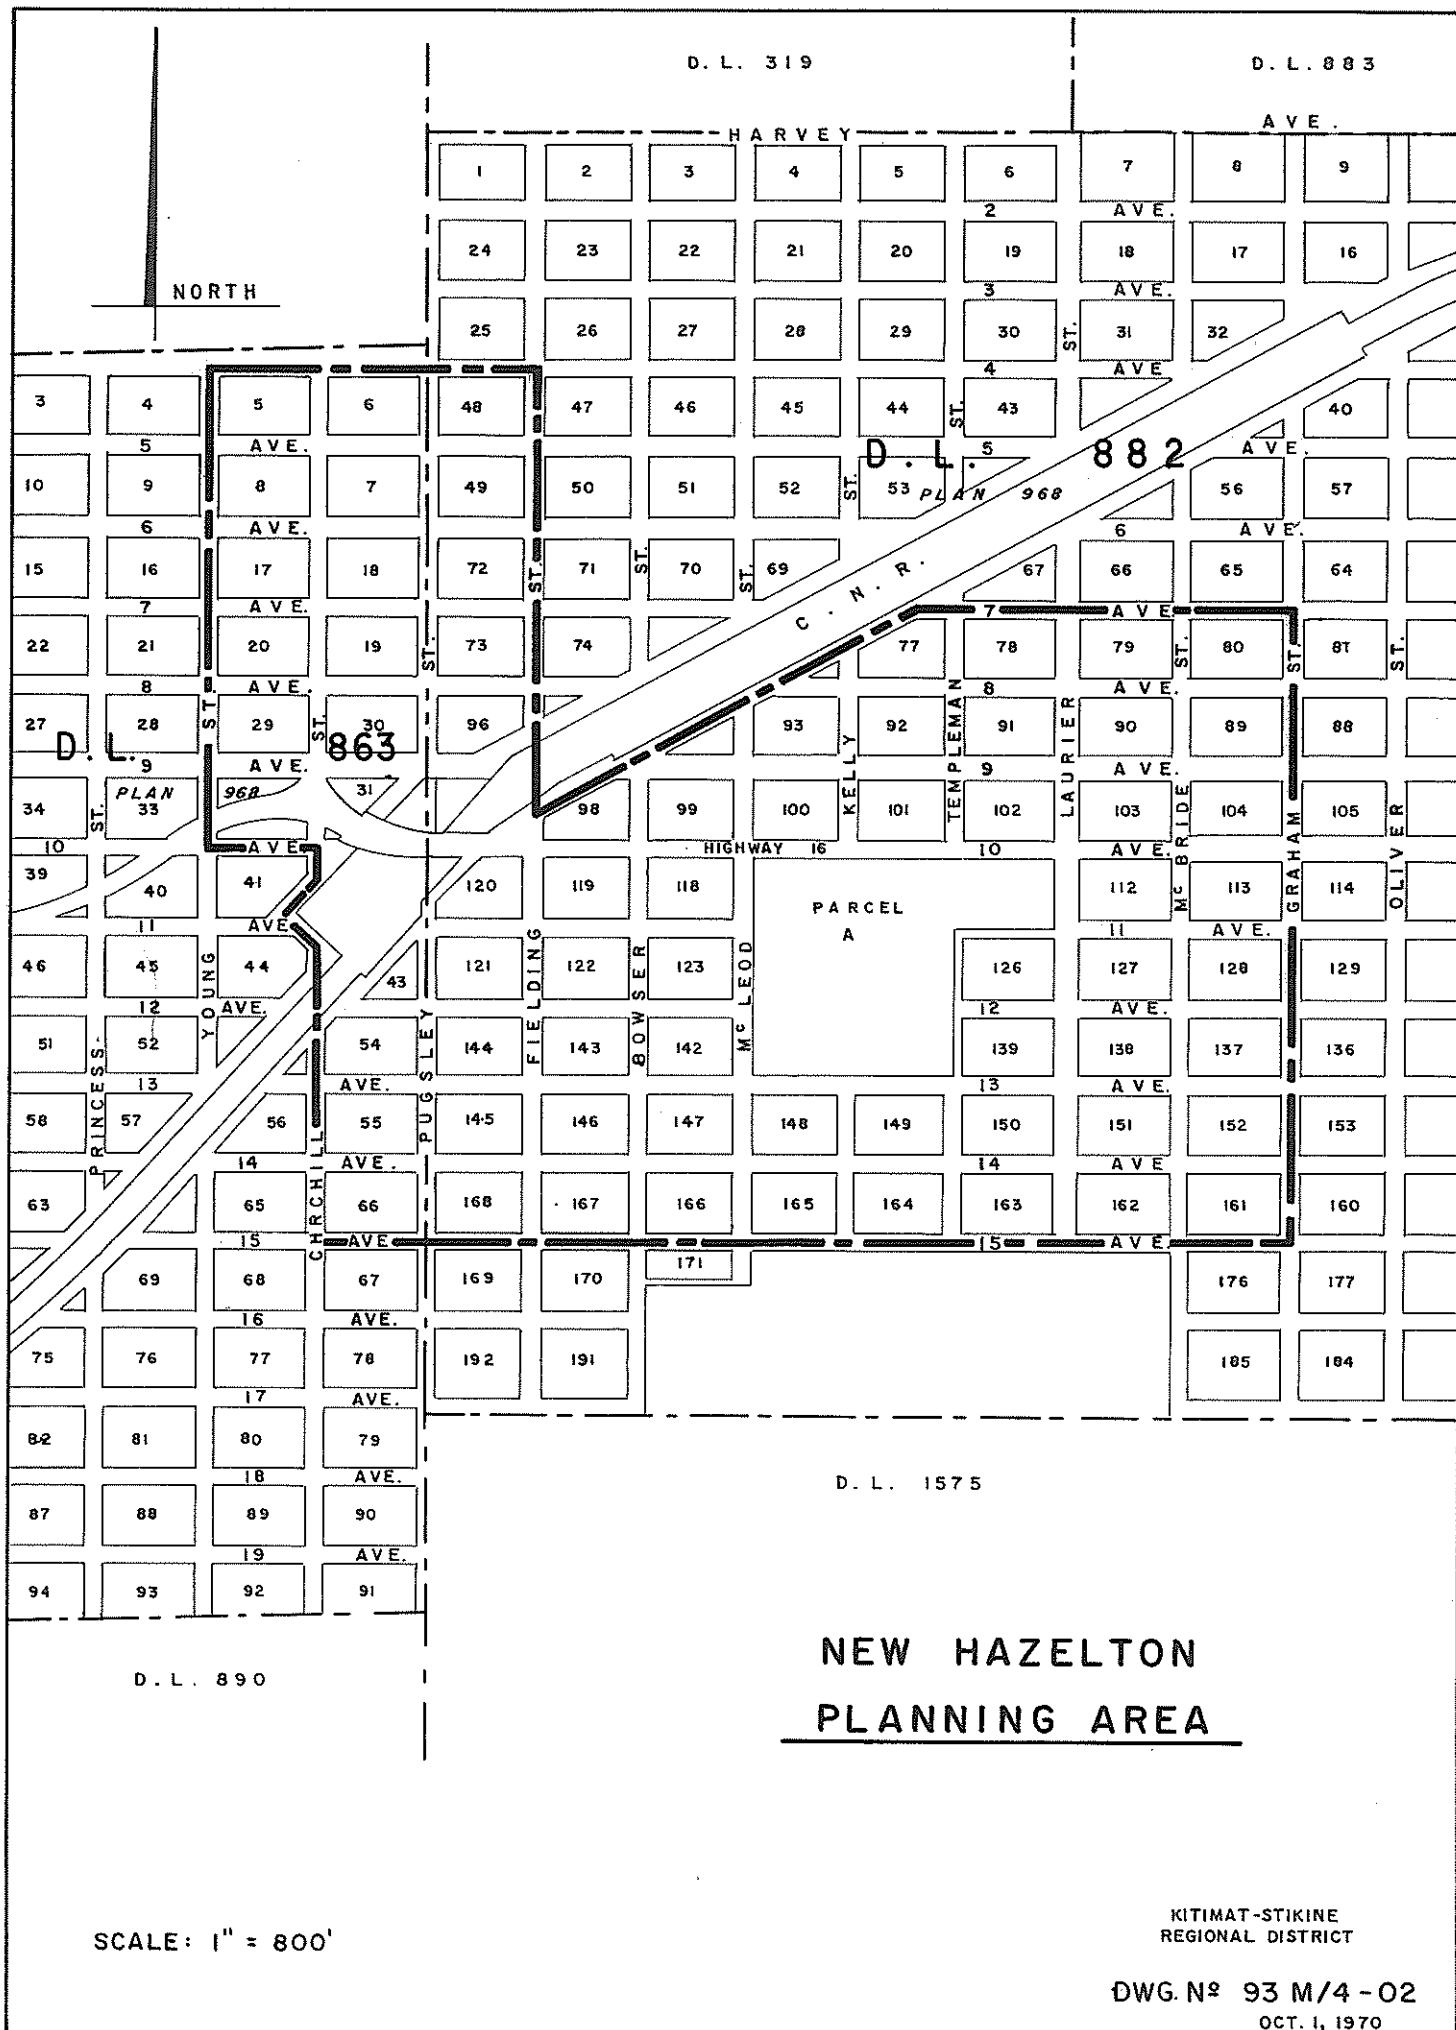 D. L. 319
D. L. 883
HARVEY AVE.
1 2 3 4 5 6 7 8 9
2 AVE.
24 23 22 21 20 19 18 17 16
NORTH
3 AVE.
25 26 27 28 29 30 ST. 31 32
4 AVE
3 4 5 6 48 47 46 45 44 ST. 43 40
5 AVE. D. L. 882 5 AVE.
10 9 8 7 49 50 51 52 ST. 53 PLAN 968 56 57
6 AVE. 6 AVE.
15 16 17 18 72 ST. 71 ST. 70 ST. 69 C. N. R. 67 66 65 64
7 AVE. 7 AVE
22 21 20 19 ST. 73 74 77 78 79 ST. 80 ST. 81 ST.
8 AVE. 8 AVE.
27 28 ST. 29 ST. 30 96 93 KELLY 92 TEMPLEMAN 91 LAURIER 90 89 88
D. L. 863
9 AVE. 9 AVE.
34 ST. PLAN 33 968 31 98 99 100 101 102 103 Mc BRIDE 104 GRAHAM 105 OLIVER
10 AVE HIGHWAY 16 10 AVE.
39 40 41 120 119 118 PARCEL A 112 113 114
11 AVE 11 AVE.
46 45 YOUNG 44 43 121 FIELDING 122 BOWSER 123 Mc LEOD 126 127 128 129
12 AVE. 12 AVE.
51 PRINCESS. 52 54 PUGSLEY 144 143 142 139 138 137 136
13 AVE. 13 AVE.
58 57 56 CHRCHILL 55 145 146 147 148 149 150 151 152 153
14 AVE. 14 AVE
63 65 66 168 167 166 165 164 163 162 161 160
15 AVE 15 AVE.
69 68 67 169 170 171 176 177
16 AVE.
75 76 77 78 192 191 185 184
17 AVE.
82 81 80 79
18 AVE.
D. L. 1575
87 88 89 90
19 AVE.
94 93 92 91
D. L. 890
NEW HAZELTON
PLANNING AREA
SCALE: 1" = 800'
KITIMAT-STIKINE
REGIONAL DISTRICT
DWG. Nº 93 M/4-02
OCT. 1, 1970